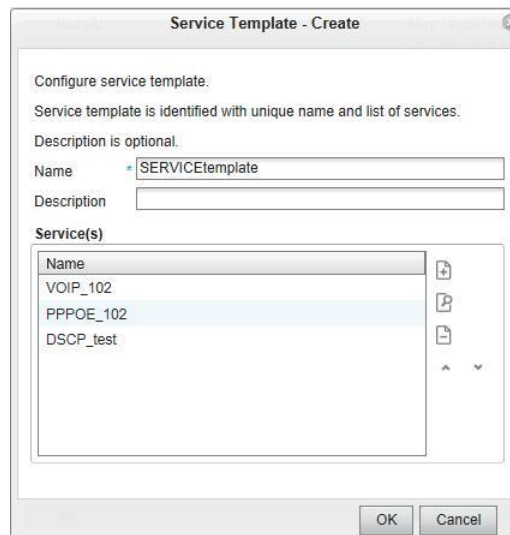 Service Template - Create
Configure service template.
Service template is identified with unique name and list of services.
Description is optional.
Name * SERVICEtemplate
Description
Service(s)
Name
VOIP_102
PPPOE_102
DSCP_test
OK Cancel